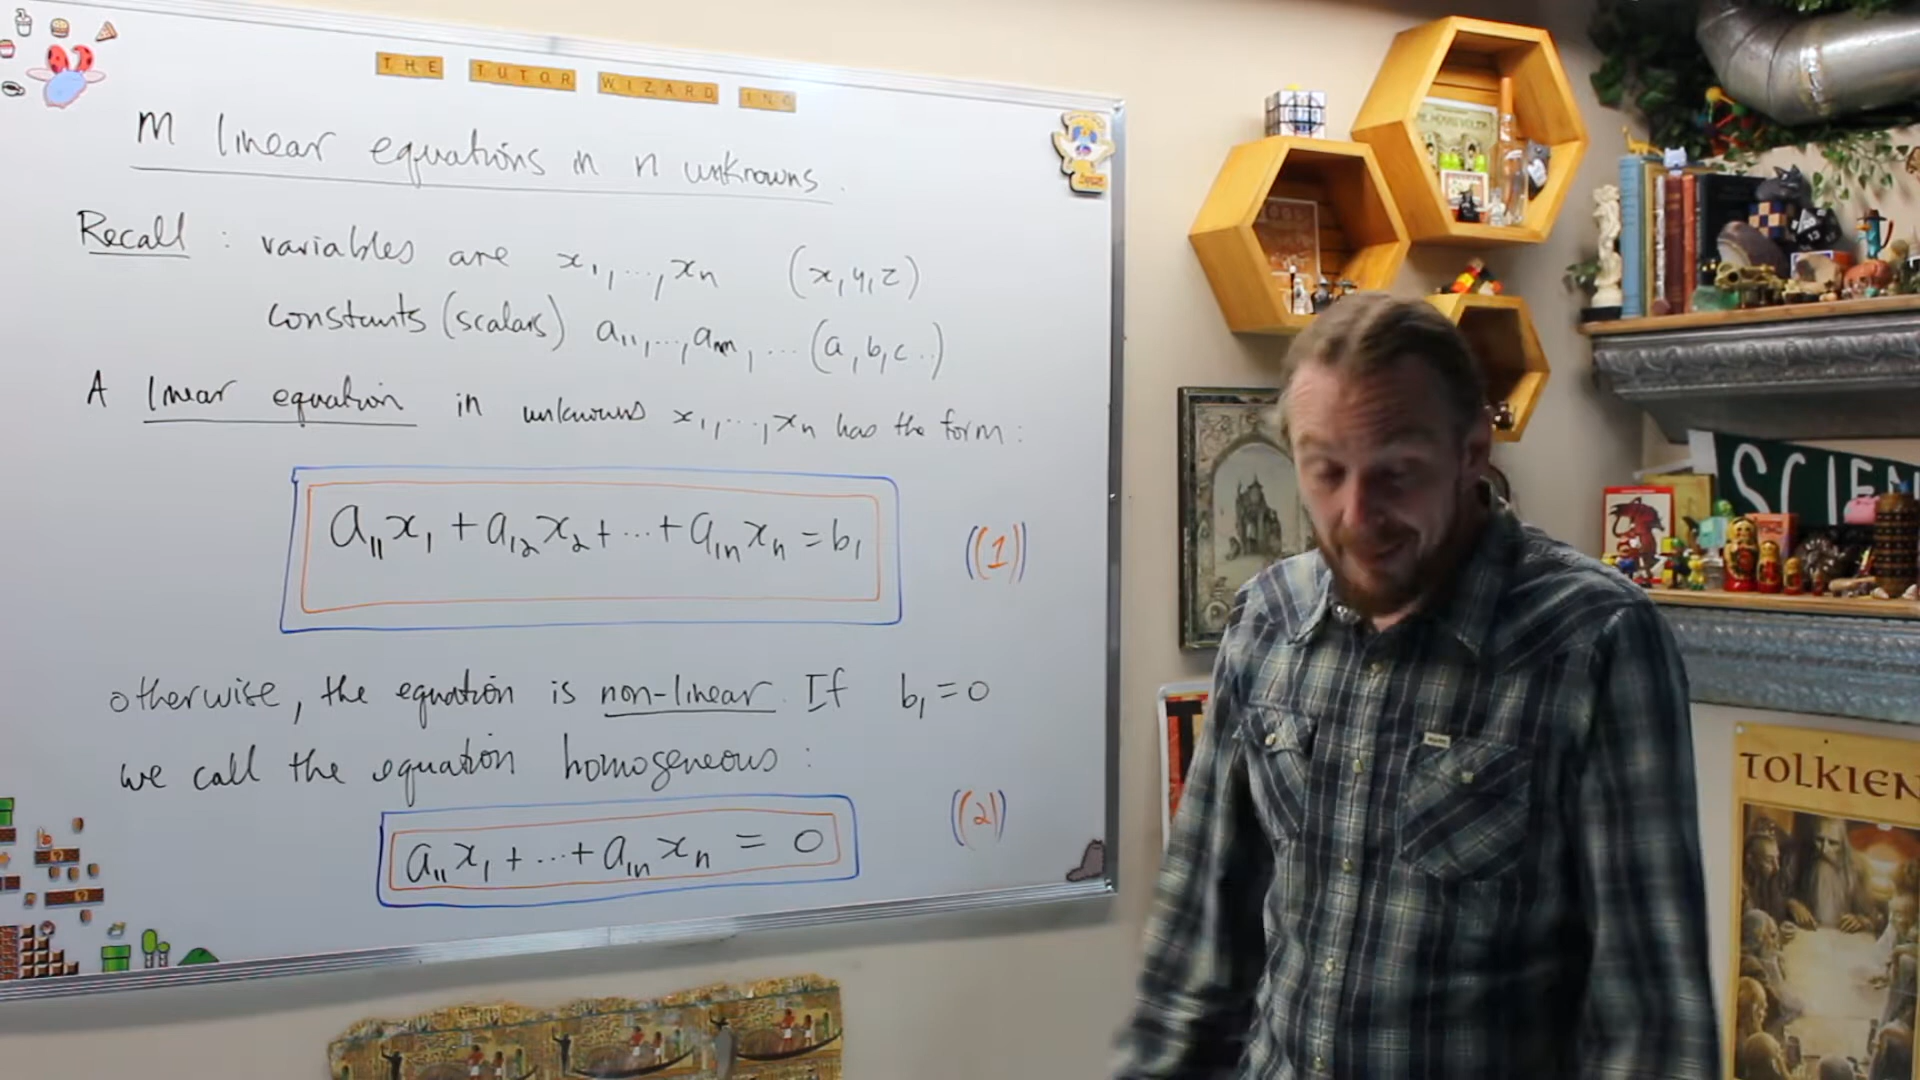 THE TUTOR WIZARD INC
M linear equations in n unknowns.
Recall : variables are x₁,...,xₙ (x,y,z)
constants (scalars) a₁₁,...,aₙₘ, ... (a,b,c..)
A linear equation in unknowns x₁,...,xₙ has the form :
a₁₁x₁ + a₁₂x₂ + ... + a₁ₙxₙ = b₁ ((1))
otherwise, the equation is non-linear. If b₁ = 0
we call the equation homogeneous :
a₁₁x₁ + ... + a₁ₙxₙ = 0 ((2))
SCIEN
TOLKIEN